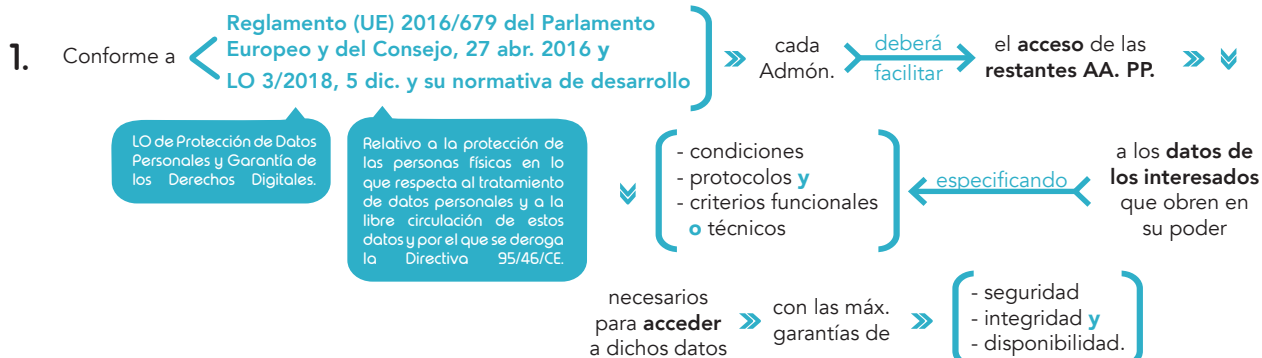 1. Conforme a
Reglamento (UE) 2016/679 del Parlamento
Europeo y del Consejo, 27 abr. 2016 y
LO 3/2018, 5 dic. y su normativa de desarrollo
cada
Admón.
deberá
facilitar
el acceso de las
restantes AA. PP.
LO de Protección de Datos
Personales y Garantía de
los Derechos Digitales.
Relativo a la protección de
las personas físicas en lo
que respecta al tratamiento
de datos personales y a la
libre circulación de estos
datos y por el que se deroga
la Directiva 95/46/CE.
a los datos de
los interesados
que obren en
su poder
especificando
- condiciones
- protocolos y
- criterios funcionales
o técnicos
necesarios
para acceder
a dichos datos
con las máx.
garantías de
- seguridad
- integridad y
- disponibilidad.